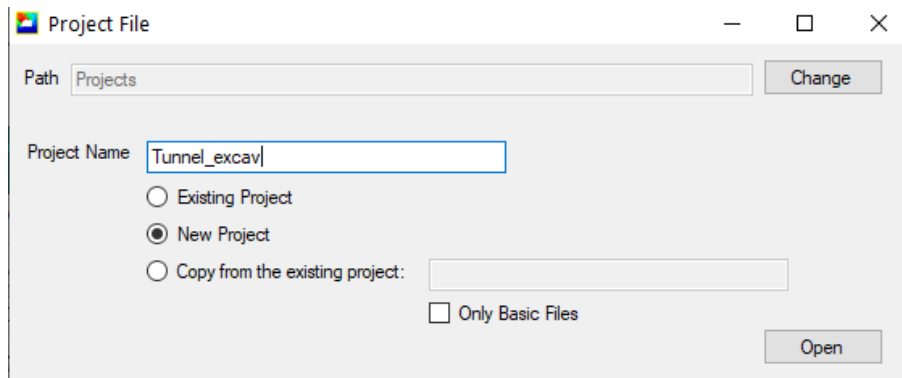 Project File
Path Projects Change
Project Name Tunnel_excav
Existing Project
New Project
Copy from the existing project:
Only Basic Files
Open